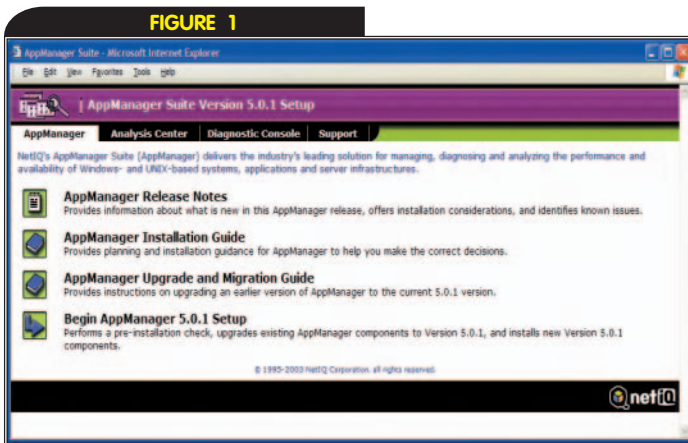 FIGURE 1
AppManager Suite - Microsoft Internet Explorer
File Edit View Favorites Tools Help
AppManager Suite Version 5.0.1 Setup
AppManager Analysis Center Diagnostic Console Support
NetIQ's AppManager Suite (AppManager) delivers the industry's leading solution for managing, diagnosing and analyzing the performance and
availability of Windows- and UNIX-based systems, applications and server infrastructures.
AppManager Release Notes
Provides information about what is new in this AppManager release, offers installation considerations, and identifies known issues.
AppManager Installation Guide
Provides planning and installation guidance for AppManager to help you make the correct decisions.
AppManager Upgrade and Migration Guide
Provides instructions on upgrading an earlier version of AppManager to the current 5.0.1 version.
Begin AppManager 5.0.1 Setup
Performs a pre-installation check, upgrades existing AppManager components to Version 5.0.1, and installs new Version 5.0.1
components.
© 1995-2003 NetIQ Corporation, all rights reserved.
netIQ